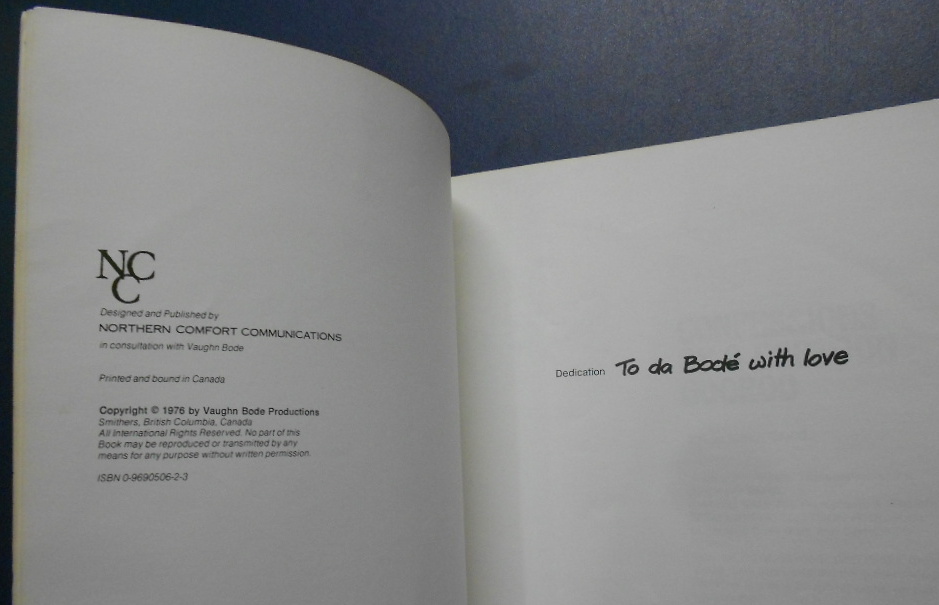 NCC
Designed and Published by
NORTHERN COMFORT COMMUNICATIONS
in consultation with Vaughn Bode
Printed and bound in Canada
Copyright © 1976 by Vaughn Bode Productions
Smithers, British Columbia, Canada
All International Rights Reserved. No part of this
Book may be reproduced or transmitted by any
means for any purpose without written permission.
ISBN 0-9690506-2-3
Dedication To da Bodé with love